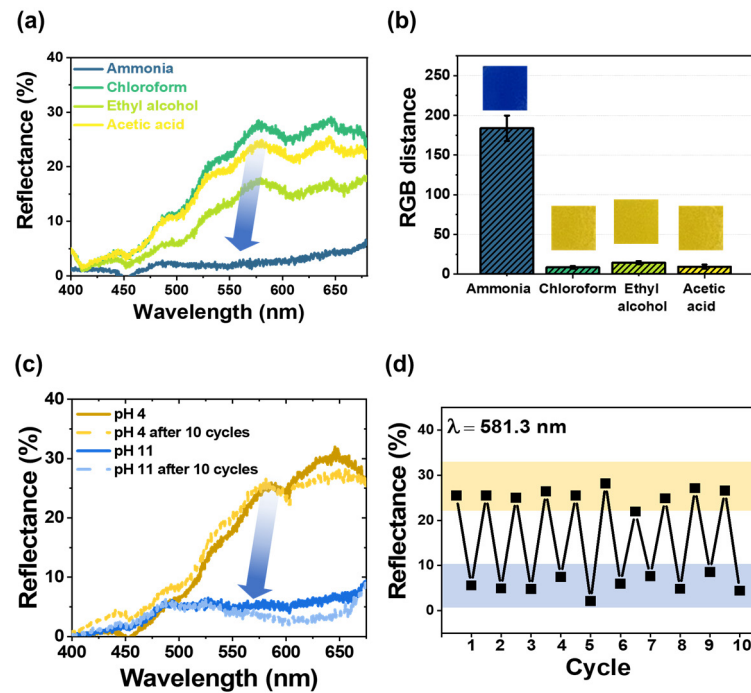 (a)
40
30
20
10
0
Reflectance (%)
Ammonia
Chloroform
Ethyl alcohol
Acetic acid
400 450 500 550 600 650
Wavelength (nm)
(b)
250
200
150
100
50
0
RGB distance
Ammonia Chloroform Ethyl alcohol Acetic acid
(c)
40
30
20
10
0
Reflectance (%)
pH 4
pH 4 after 10 cycles
pH 11
pH 11 after 10 cycles
400 450 500 550 600 650
Wavelength (nm)
(d)
40
30
20
10
0
Reflectance (%)
λ = 581.3 nm
1 2 3 4 5 6 7 8 9 10
Cycle